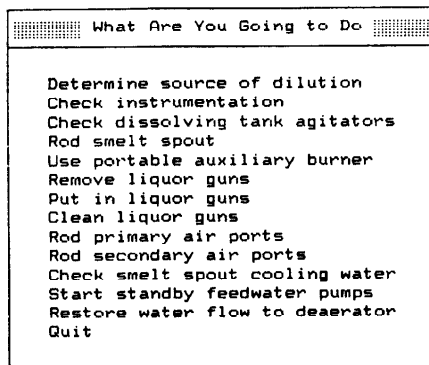 What Are You Going to Do
Determine source of dilution
Check instrumentation
Check dissolving tank agitators
Rod smelt spout
Use portable auxiliary burner
Remove liquor guns
Put in liquor guns
Clean liquor guns
Rod primary air ports
Rod secondary air ports
Check smelt spout cooling water
Start standby feedwater pumps
Restore water flow to deaerator
Quit